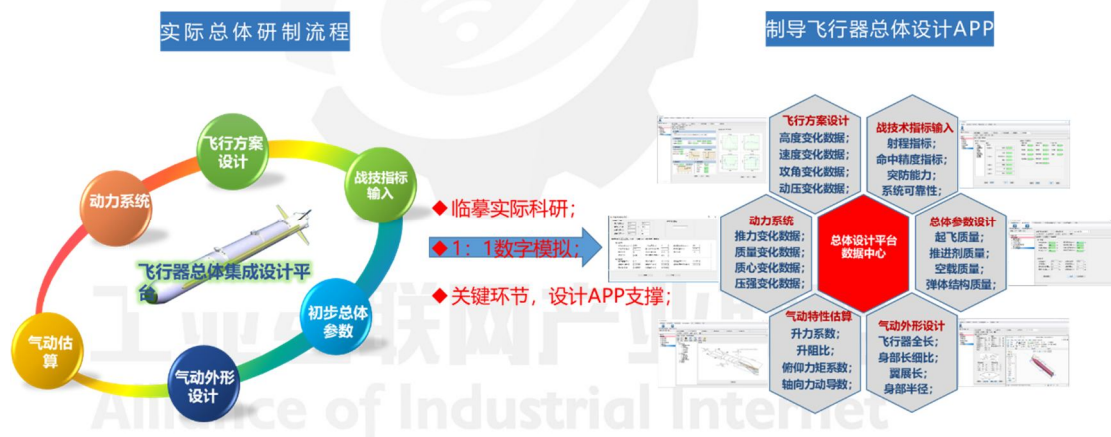 实际总体研制流程
制导飞行器总体设计APP
飞行方案
设计
战技指标
输入
动力系统
飞行器总体集成设计平
台
初步总体
参数
气动估
算
气动外形
设计
◆临摹实际科研；
◆1：1数字模拟；
◆关键环节，设计APP支撑；
飞行方案设计
高度变化数据；
速度变化数据；
攻角变化数据；
动压变化数据；
战技术指标输入
射程指标；
命中精度指标；
突防能力；
系统可靠性；
动力系统
推力变化数据；
质量变化数据；
质心变化数据；
压强变化数据；
总体设计平台
数据中心
总体参数设计
起飞质量；
推进剂质量；
空载质量；
弹体结构质量；
气动特性估算
升力系数；
升阻比；
俯仰力矩系数；
轴向力动导数；
气动外形设计
飞行器全长；
身部长细比；
翼展长；
身部半径；
工业互联网产业
Alliance of Industrial Internet